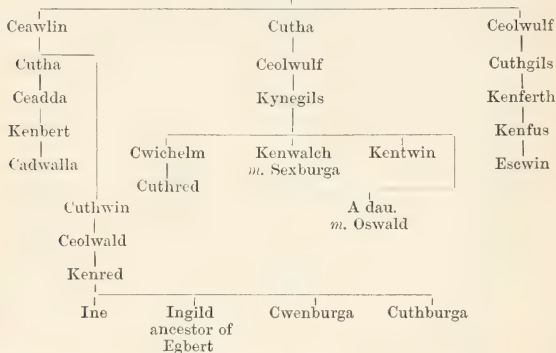 Ceawlin Cutha Ceolwulf
Cutha Ceolwulf Cuthgils
Ceadda Kynegils Kenferth
Kenbert Kenfus
Cadwalla Cwichelm Kenwalch Kentwin Escwin
m. Sexburga
Cuthred
Cuthwin A dau.
m. Oswald
Ceolwald
Kenred
Ine Ingild Cwenburga Cuthburga
ancestor of
Egbert